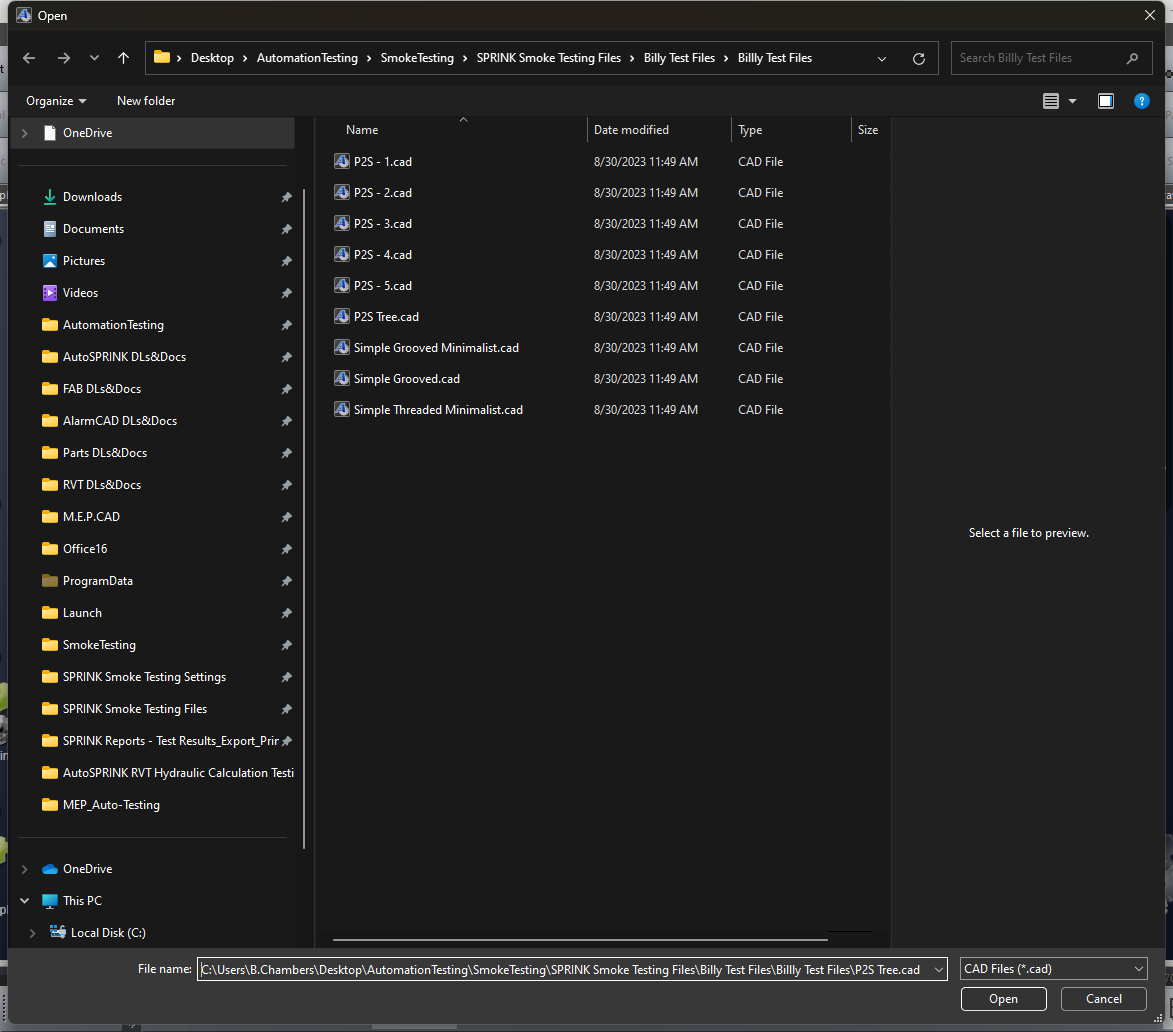 Open
Desktop > AutomationTesting > SmokeTesting > SPRINK Smoke Testing Files > Billy Test Files > Billly Test Files
Search Billly Test Files
Organize New folder
OneDrive
Downloads
Documents
Pictures
Videos
AutomationTesting
AutoSPRINK DLs&Docs
FAB DLs&Docs
AlarmCAD DLs&Docs
Parts DLs&Docs
RVT DLs&Docs
M.E.P.CAD
Office16
ProgramData
Launch
SmokeTesting
SPRINK Smoke Testing Settings
SPRINK Smoke Testing Files
SPRINK Reports - Test Results_Export_Prir
AutoSPRINK RVT Hydraulic Calculation Testi
MEP_Auto-Testing
OneDrive
This PC
Local Disk (C:)
Name Date modified Type Size
P2S - 1.cad 8/30/2023 11:49 AM CAD File
P2S - 2.cad 8/30/2023 11:49 AM CAD File
P2S - 3.cad 8/30/2023 11:49 AM CAD File
P2S - 4.cad 8/30/2023 11:49 AM CAD File
P2S - 5.cad 8/30/2023 11:49 AM CAD File
P2S Tree.cad 8/30/2023 11:49 AM CAD File
Simple Grooved Minimalist.cad 8/30/2023 11:49 AM CAD File
Simple Grooved.cad 8/30/2023 11:49 AM CAD File
Simple Threaded Minimalist.cad 8/30/2023 11:49 AM CAD File
Select a file to preview.
File name: C:\Users\B.Chambers\Desktop\AutomationTesting\SmokeTesting\SPRINK Smoke Testing Files\Billy Test Files\Billly Test Files\P2S Tree.cad
CAD Files (*.cad)
Open Cancel